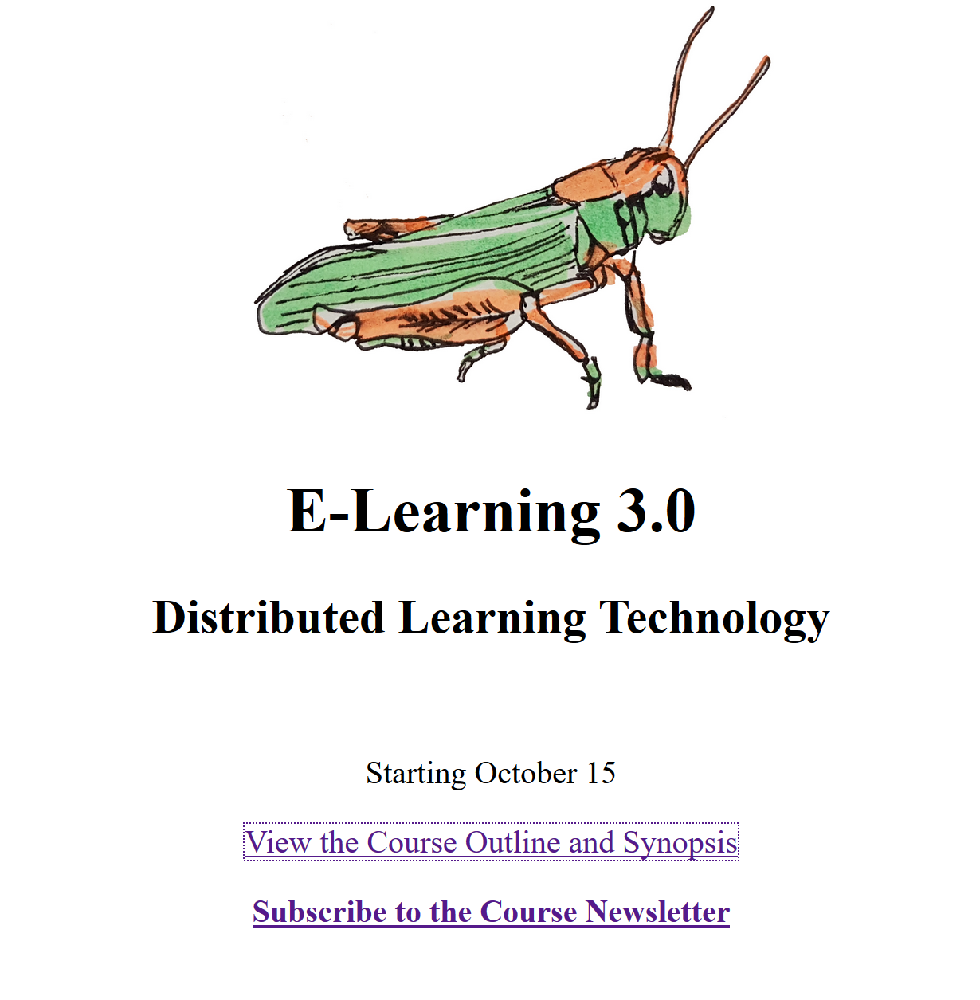 E-Learning 3.0
Distributed Learning Technology
Starting October 15
View the Course Outline and Synopsis
Subscribe to the Course Newsletter